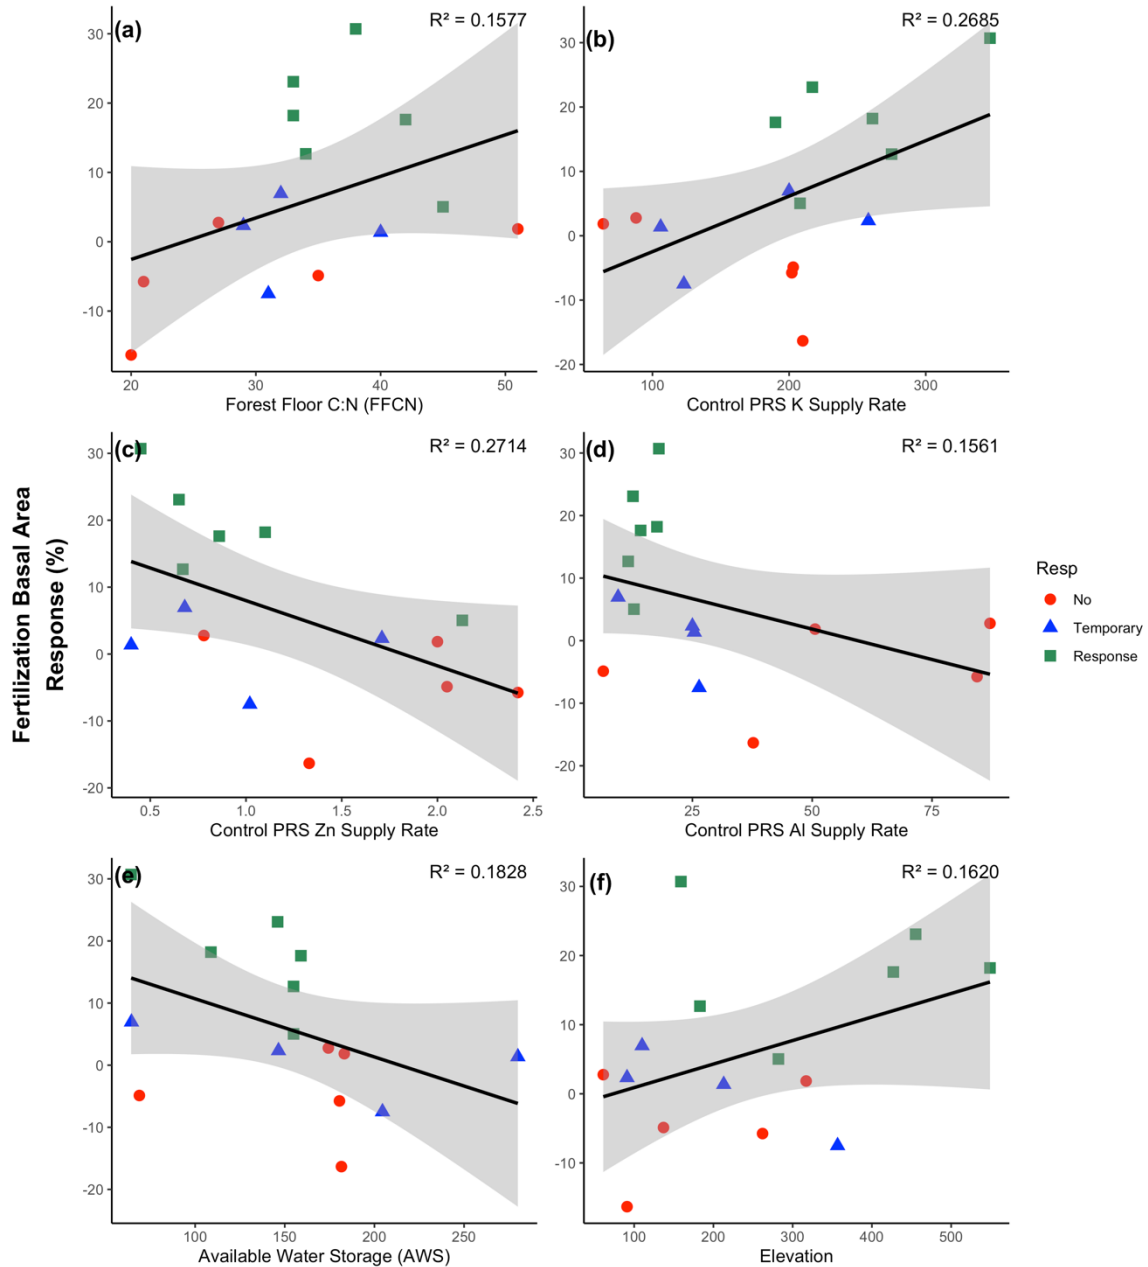 (a)
R² = 0.1577
30
20
10
0
-10
20
30
40
50
Forest Floor C:N (FFCN)
(b)
R² = 0.2685
30
20
10
0
-10
-20
100
200
300
Control PRS K Supply Rate
(c)
R² = 0.2714
30
20
10
0
-10
-20
0.5
1.0
1.5
2.0
2.5
Control PRS Zn Supply Rate
(d)
R² = 0.1561
30
20
10
0
-10
-20
25
50
75
Control PRS Al Supply Rate
Fertilization Basal Area
Response (%)
Resp
No
Temporary
Response
(e)
R² = 0.1828
30
20
10
0
-10
-20
100
150
200
250
Available Water Storage (AWS)
(f)
R² = 0.1620
30
20
10
0
-10
100
200
300
400
500
Elevation